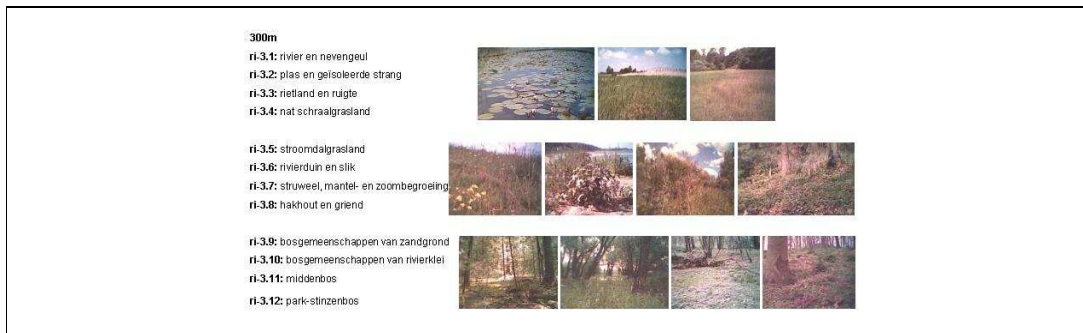 300m
ri-3.1: rivier en nevengeul
ri-3.2: plas en geïsoleerde strang
ri-3.3: rietland en ruigte
ri-3.4: nat schraalgrasland
ri-3.5: stroomdalgrasland
ri-3.6: rivierduin en slik
ri-3.7: struweel, mantel- en zoombegroeiing
ri-3.8: hakhout en griend
ri-3.9: bosgemeenschappen van zandgrond
ri-3.10: bosgemeenschappen van rivierklei
ri-3.11: middenbos
ri-3.12: park-stinzenbos